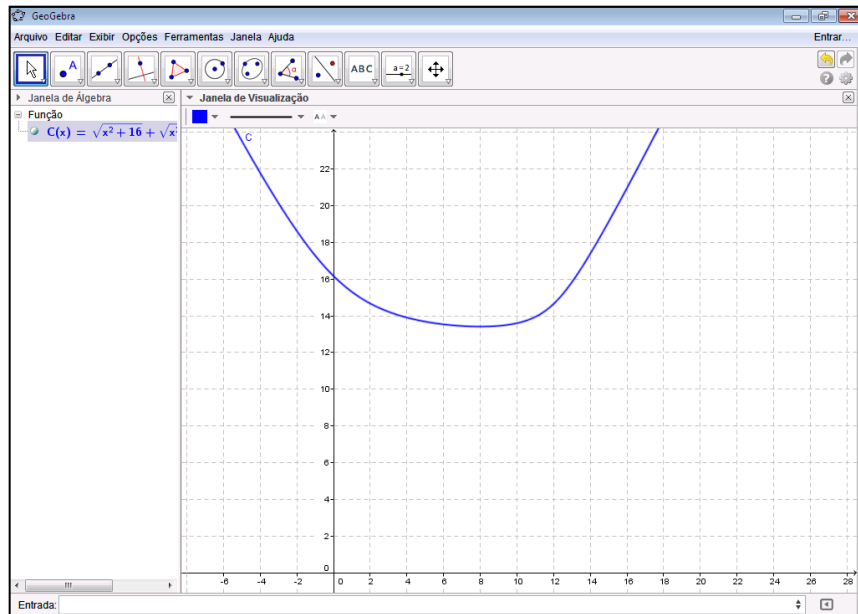 GeoGebra
Arquivo Editar Exibir Opções Ferramentas Janela Ajuda Entrar...
A α ABC a=2
Janela de Álgebra Janela de Visualização
Função
C(x) = √x² + 16 + √x
A A
C
22
20
18
16
14
12
10
8
6
4
2
0
-6 -4 -2 0 2 4 6 8 10 12 14 16 18 20 22 24 26 28
Entrada: